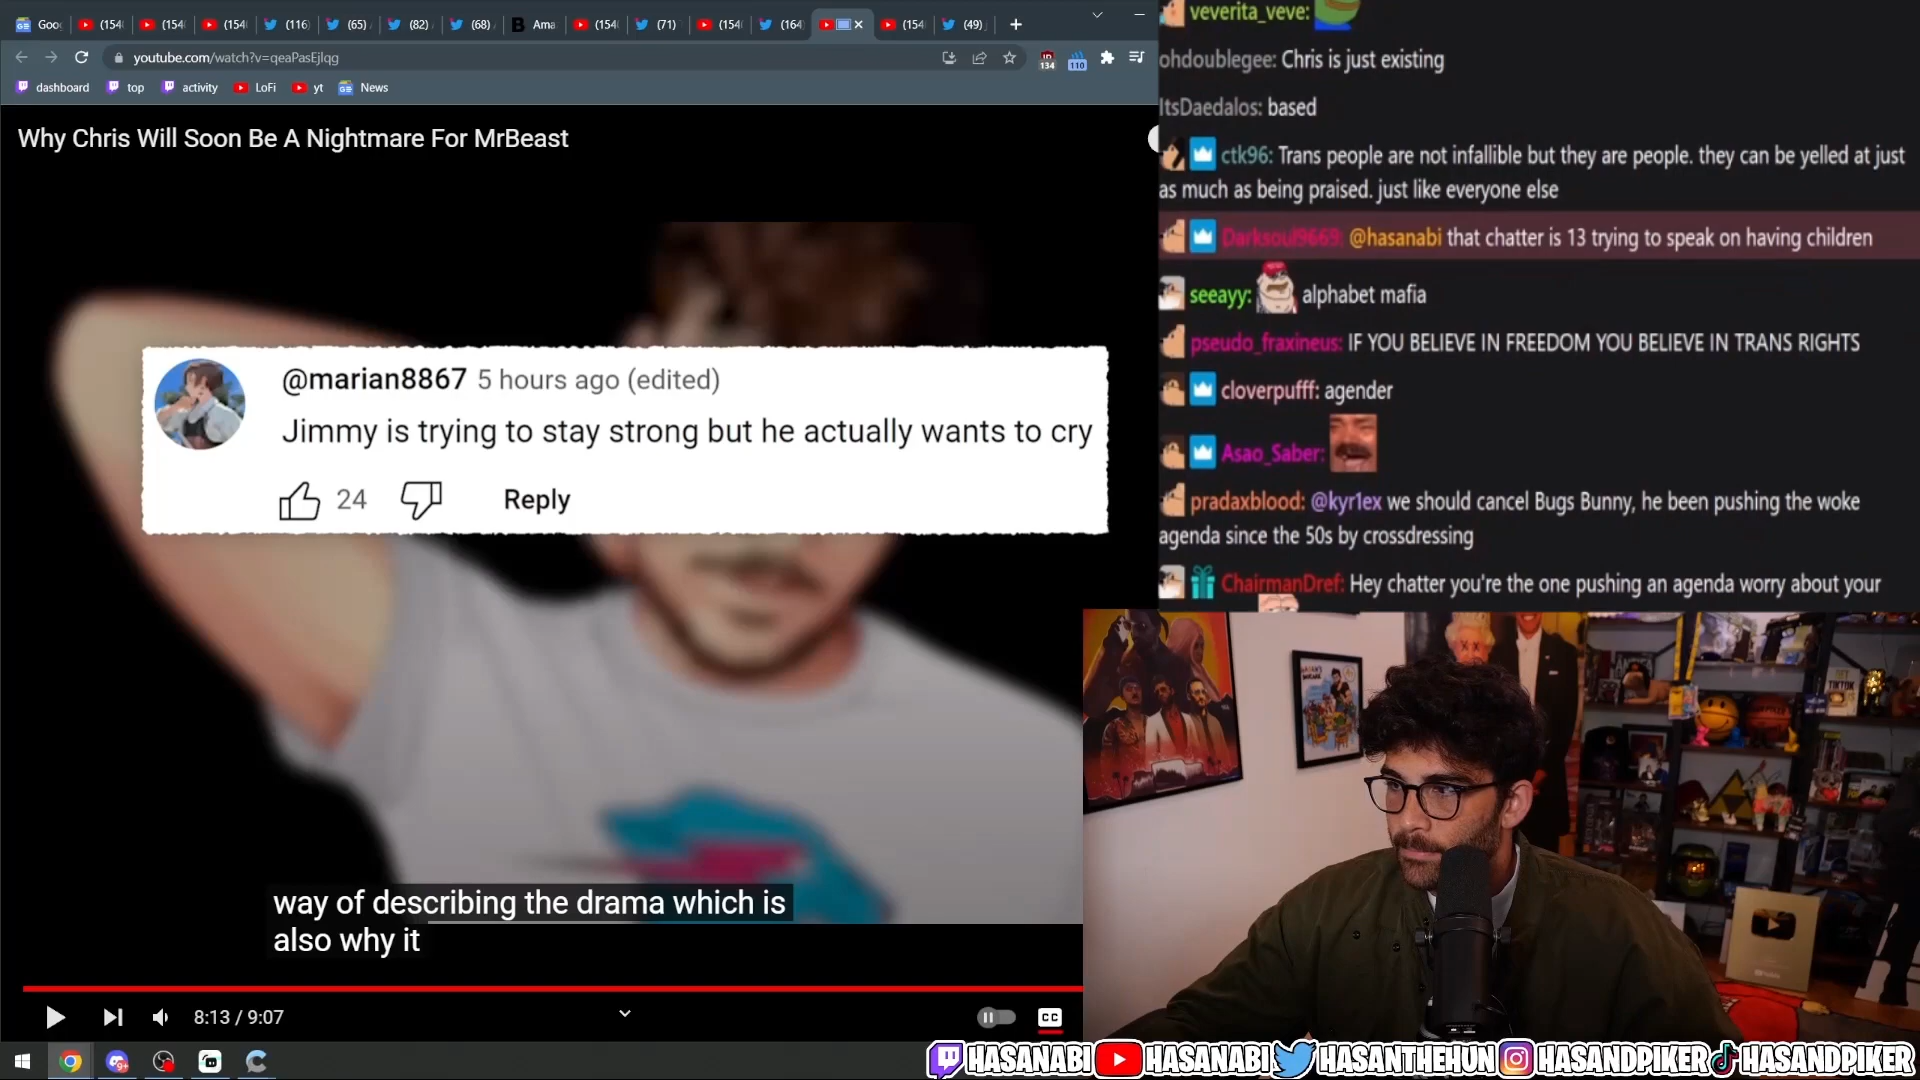 Goo
(154
(154
(154
(116)
(65)
(82)
(68)
Ama
(154
(71)
(154
(164
(154
(49)
youtube.com/watch?v=qeaPasEjlqg
134
110
dashboard
top
activity
LoFi
yt
News
Why Chris Will Soon Be A Nightmare For MrBeast
@marian8867 5 hours ago (edited)
Jimmy is trying to stay strong but he actually wants to cry
24
Reply
way of describing the drama which is
also why it
8:13 / 9:07
CC
veverita_veve:
ohdoublegee: Chris is just existing
ItsDaedalos: based
ctk96: Trans people are not infallible but they are people. they can be yelled at just
as much as being praised. just like everyone else
Darksoul9669: @hasanabi that chatter is 13 trying to speak on having children
seeayy: alphabet mafia
pseudo_fraxineus: IF YOU BELIEVE IN FREEDOM YOU BELIEVE IN TRANS RIGHTS
cloverpufff: agender
Asao_Saber:
pradaxblood: @kyr1ex we should cancel Bugs Bunny, he been pushing the woke
agenda since the 50s by crossdressing
ChairmanDref: Hey chatter you're the one pushing an agenda worry about your
HASANABI
HASANABI
HASANTHEHUN
HASANDPIKER
HASANDPIKER